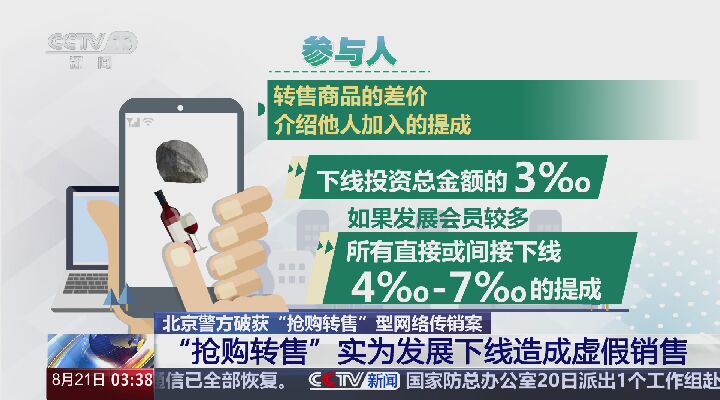 CCTV 13
新闻
参与人
转售商品的差价
介绍他人加入的提成
下线投资总金额的 3‰
如果发展会员较多
所有直接或间接下线
4‰-7‰的提成
北京警方破获“抢购转售”型网络传销案
“抢购转售”实为发展下线造成虚假销售
8月21日 03:38
通信已全部恢复。 CCTV新闻 国家防总办公室20日派出1个工作组赴